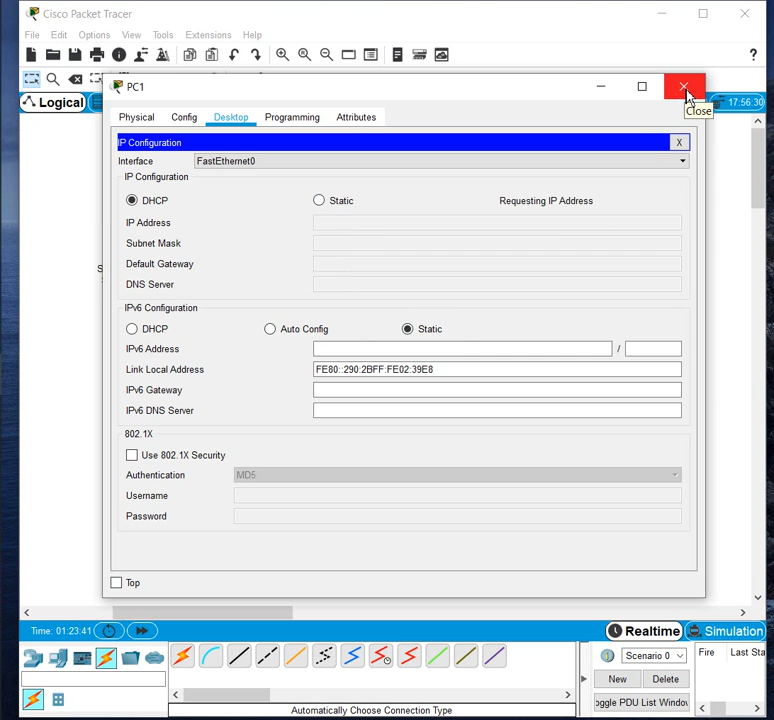 Cisco Packet Tracer
File Edit Options View Tools Extensions Help
?
Logical
PC1
17:56:30
Close
Physical Config Desktop Programming Attributes
IP Configuration X
Interface FastEthernet0
IP Configuration
DHCP Static Requesting IP Address
IP Address
Subnet Mask
Default Gateway
DNS Server
S
IPv6 Configuration
DHCP Auto Config Static
IPv6 Address /
Link Local Address FE80::290:2BFF:FE02:39E8
IPv6 Gateway
IPv6 DNS Server
802.1X
Use 802.1X Security
Authentication MD5
Username
Password
Top
Time: 01:23:41 Realtime Simulation
Scenario 0 Fire Last Sta
New Delete
oggle PDU List Window
Automatically Choose Connection Type